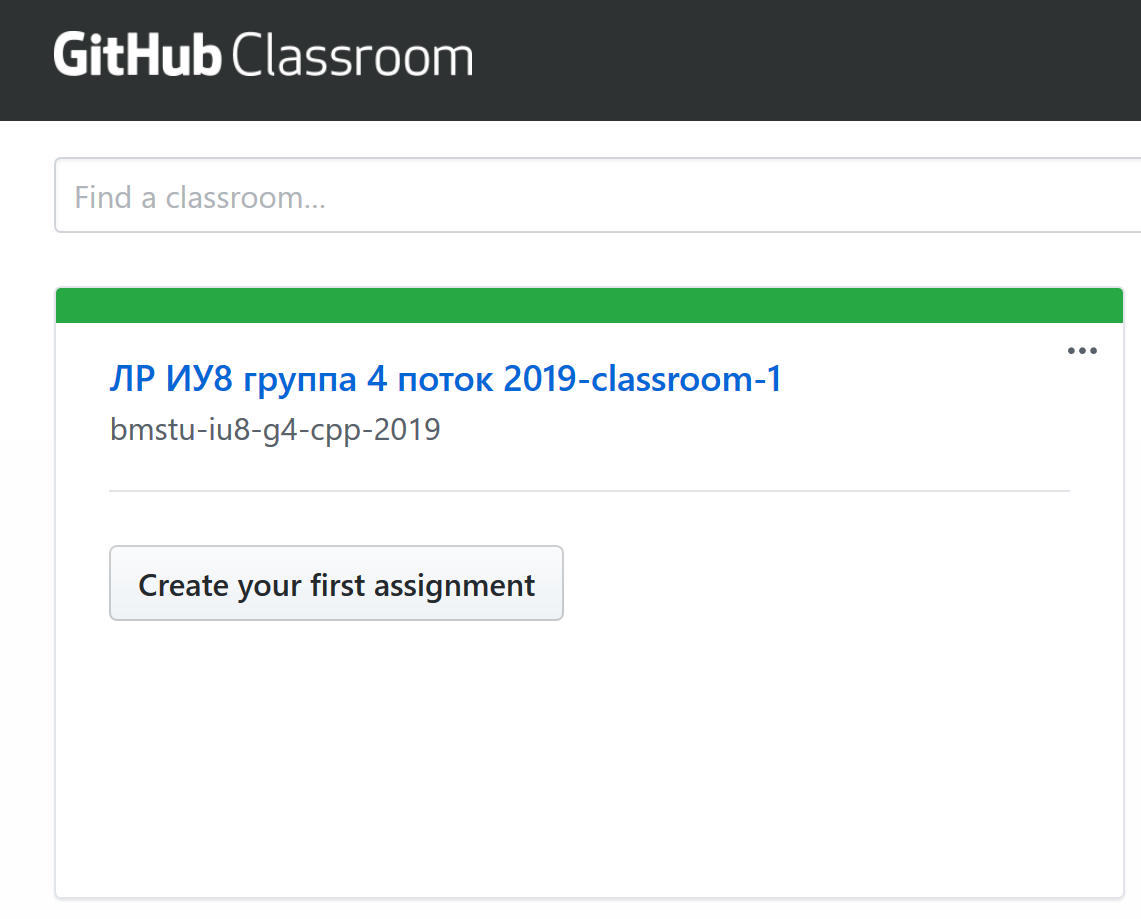 GitHub Classroom
Find a classroom...
ЛР ИУ8 группа 4 поток 2019-classroom-1
bmstu-iu8-g4-cpp-2019
Create your first assignment